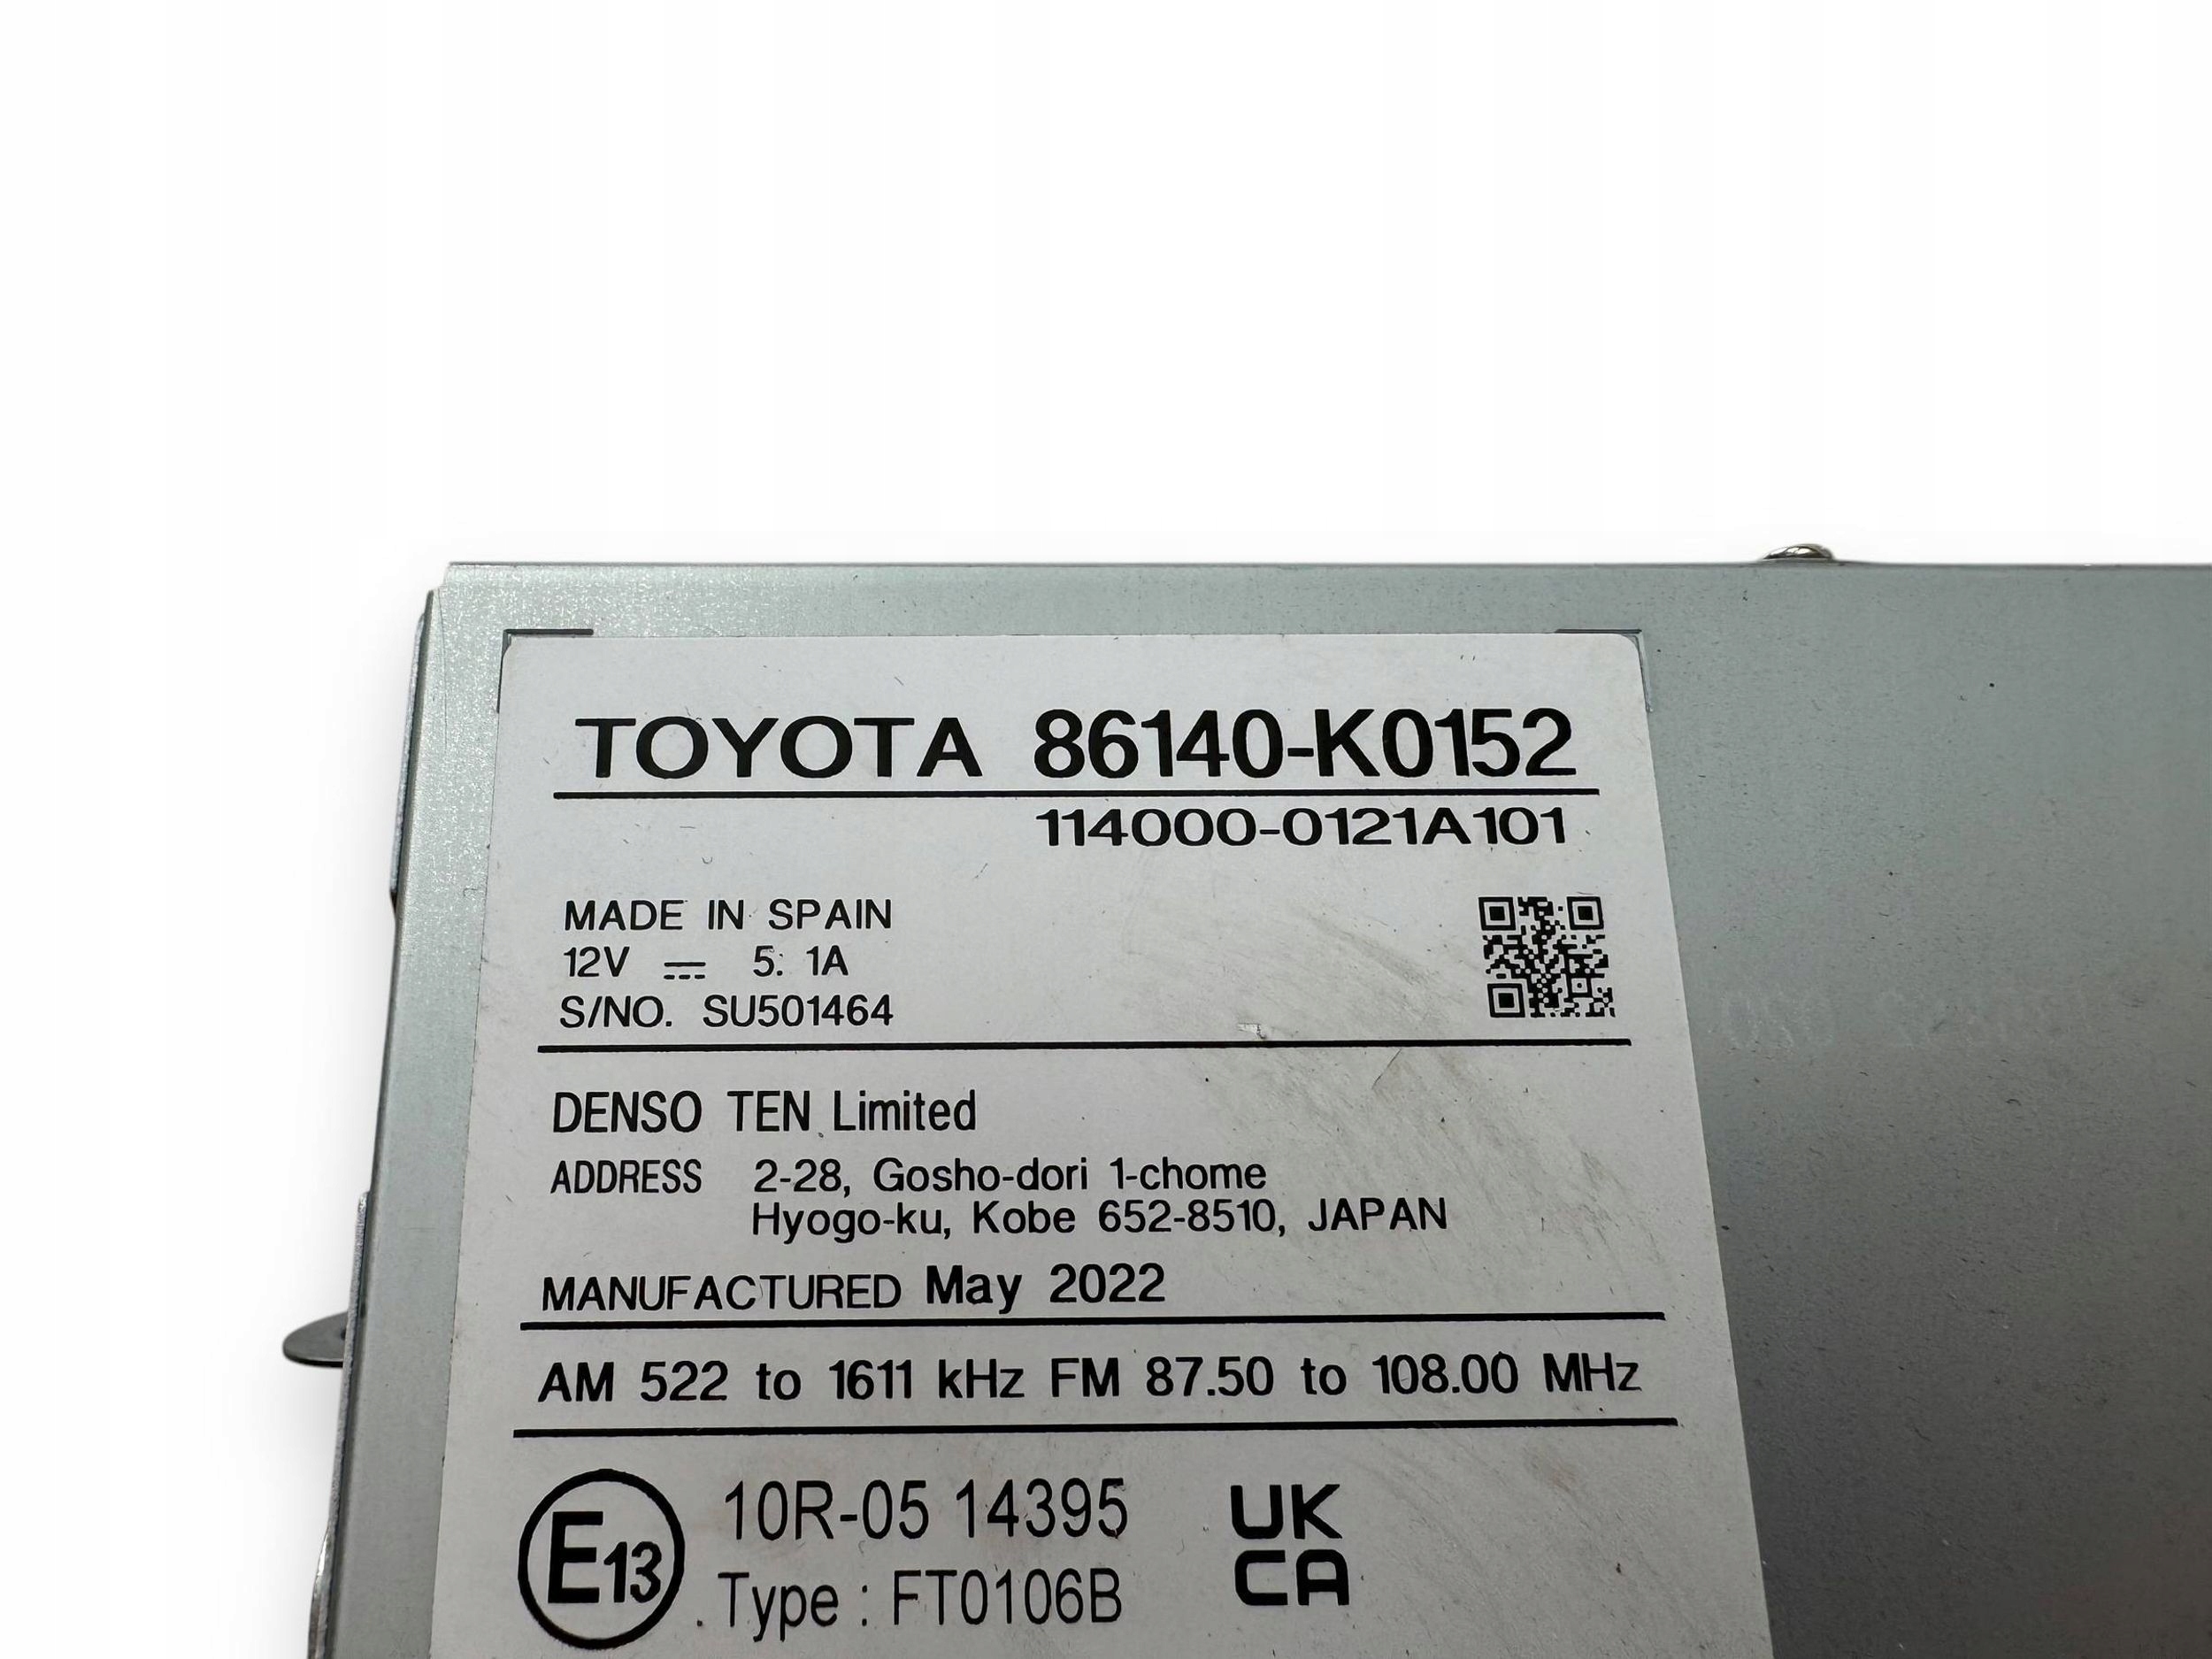 TOYOTA 86140-K0152
114000-0121A101
MADE IN SPAIN
12V ⎓ 5.1A
S/NO. SU501464
DENSO TEN Limited
ADDRESS 2-28, Gosho-dori 1-chome
Hyogo-ku, Kobe 652-8510, JAPAN
MANUFACTURED May 2022
AM 522 to 1611 kHz FM 87.50 to 108.00 MHz
E13 10R-05 14395
Type : FT0106B
UK
CA